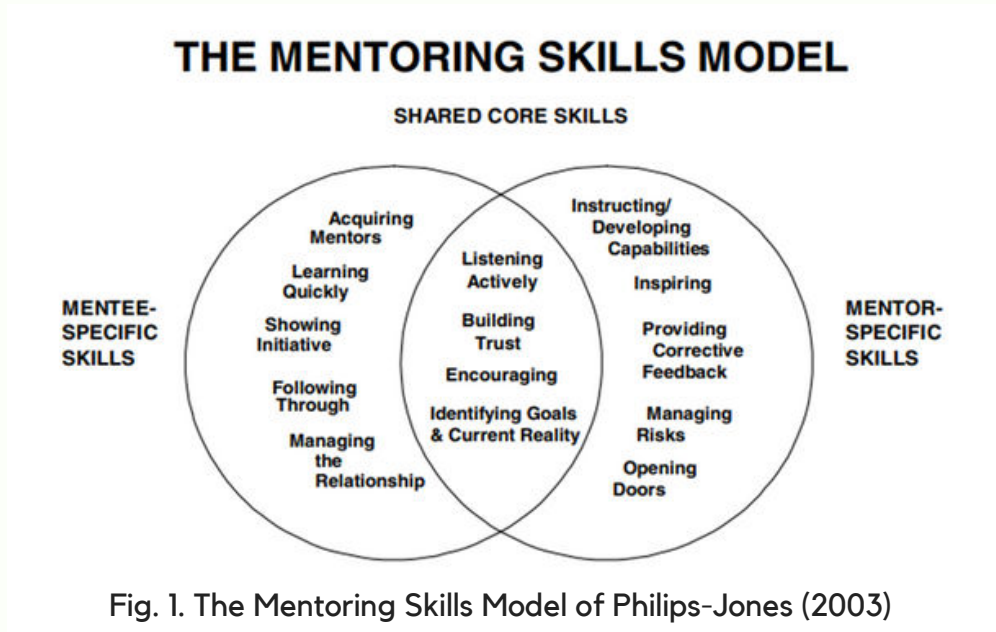 THE MENTORING SKILLS MODEL
SHARED CORE SKILLS
MENTEE-
SPECIFIC
SKILLS
Acquiring
Mentors
Learning
Quickly
Showing
Initiative
Following
Through
Managing
the
Relationship
Listening
Actively
Building
Trust
Encouraging
Identifying Goals
& Current Reality
Instructing/
Developing
Capabilities
Inspiring
Providing
Corrective
Feedback
Managing
Risks
Opening
Doors
MENTOR-
SPECIFIC
SKILLS
Fig. 1. The Mentoring Skills Model of Philips-Jones (2003)